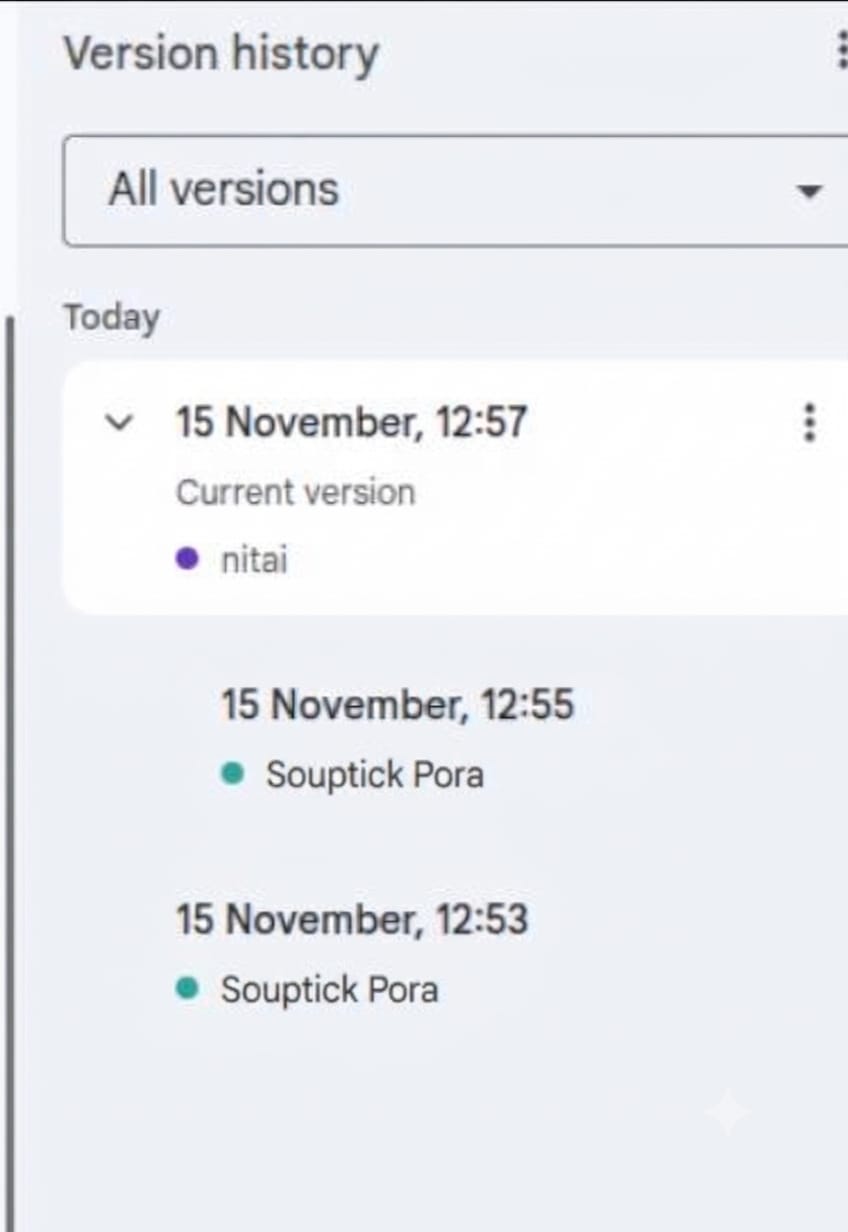 Version history
All versions
Today
15 November, 12:57
Current version
nitai
15 November, 12:55
Souptick Pora
15 November, 12:53
Souptick Pora